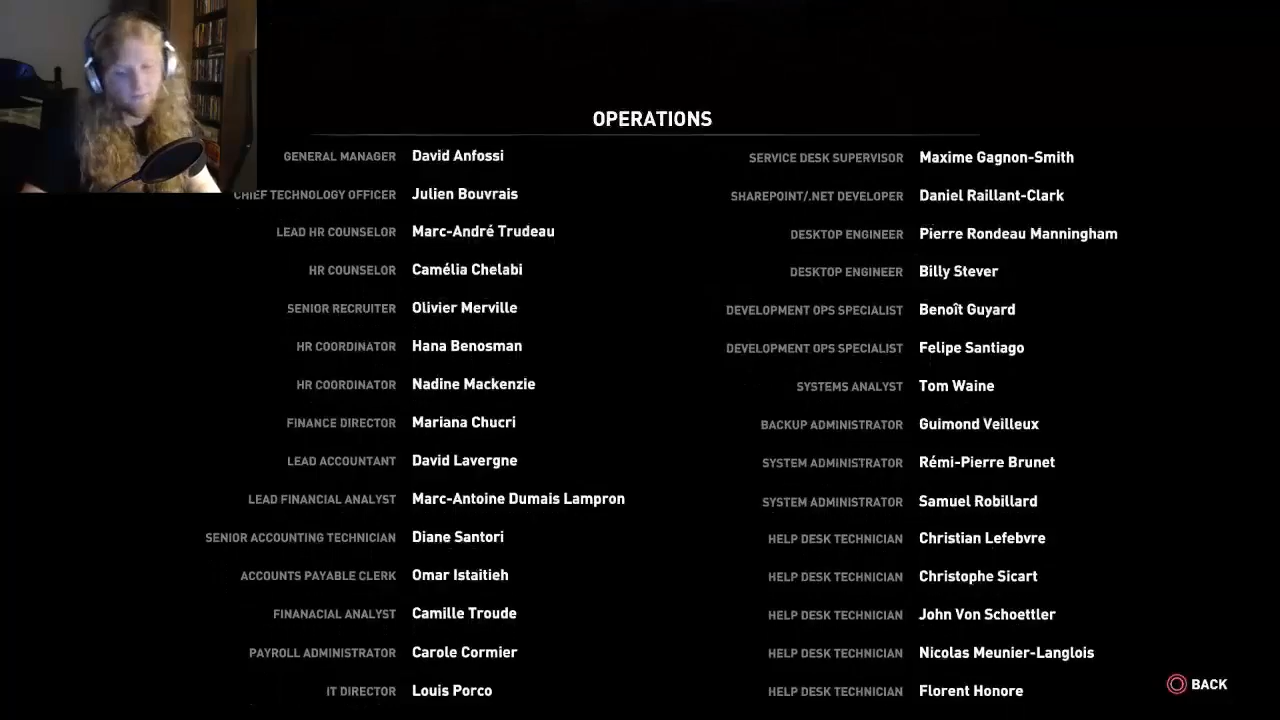 OPERATIONS
GENERAL MANAGER David Anfossi
CHIEF TECHNOLOGY OFFICER Julien Bouvrais
LEAD HR COUNSELOR Marc-André Trudeau
HR COUNSELOR Camélia Chelabi
SENIOR RECRUITER Olivier Merville
HR COORDINATOR Hana Benosman
HR COORDINATOR Nadine Mackenzie
FINANCE DIRECTOR Mariana Chucri
LEAD ACCOUNTANT David Lavergne
LEAD FINANCIAL ANALYST Marc-Antoine Dumais Lampron
SENIOR ACCOUNTING TECHNICIAN Diane Santori
ACCOUNTS PAYABLE CLERK Omar Istaitieh
FINANACIAL ANALYST Camille Troude
PAYROLL ADMINISTRATOR Carole Cormier
IT DIRECTOR Louis Porco
SERVICE DESK SUPERVISOR Maxime Gagnon-Smith
SHAREPOINT/.NET DEVELOPER Daniel Raillant-Clark
DESKTOP ENGINEER Pierre Rondeau Manningham
DESKTOP ENGINEER Billy Stever
DEVELOPMENT OPS SPECIALIST Benoît Guyard
DEVELOPMENT OPS SPECIALIST Felipe Santiago
SYSTEMS ANALYST Tom Waine
BACKUP ADMINISTRATOR Guimond Veilleux
SYSTEM ADMINISTRATOR Rémi-Pierre Brunet
SYSTEM ADMINISTRATOR Samuel Robillard
HELP DESK TECHNICIAN Christian Lefebvre
HELP DESK TECHNICIAN Christophe Sicart
HELP DESK TECHNICIAN John Von Schoettler
HELP DESK TECHNICIAN Nicolas Meunier-Langlois
HELP DESK TECHNICIAN Florent Honore
BACK